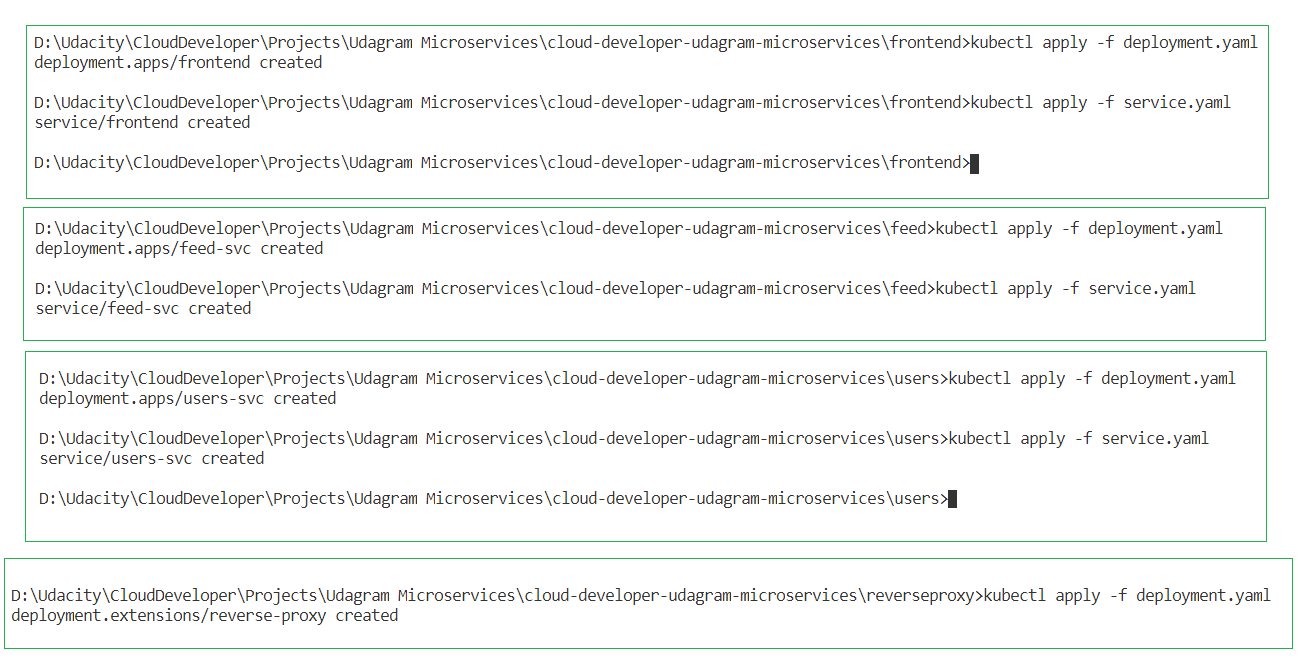 D:\Udacity\CloudDeveloper\Projects\Udagram Microservices\cloud-developer-udagram-microservices\frontend>kubectl apply -f deployment.yaml
deployment.apps/frontend created
D:\Udacity\CloudDeveloper\Projects\Udagram Microservices\cloud-developer-udagram-microservices\frontend>kubectl apply -f service.yaml
service/frontend created
D:\Udacity\CloudDeveloper\Projects\Udagram Microservices\cloud-developer-udagram-microservices\frontend>
D:\Udacity\CloudDeveloper\Projects\Udagram Microservices\cloud-developer-udagram-microservices\feed>kubectl apply -f deployment.yaml
deployment.apps/feed-svc created
D:\Udacity\CloudDeveloper\Projects\Udagram Microservices\cloud-developer-udagram-microservices\feed>kubectl apply -f service.yaml
service/feed-svc created
D:\Udacity\CloudDeveloper\Projects\Udagram Microservices\cloud-developer-udagram-microservices\users>kubectl apply -f deployment.yaml
deployment.apps/users-svc created
D:\Udacity\CloudDeveloper\Projects\Udagram Microservices\cloud-developer-udagram-microservices\users>kubectl apply -f service.yaml
service/users-svc created
D:\Udacity\CloudDeveloper\Projects\Udagram Microservices\cloud-developer-udagram-microservices\users>
D:\Udacity\CloudDeveloper\Projects\Udagram Microservices\cloud-developer-udagram-microservices\reverseproxy>kubectl apply -f deployment.yaml
deployment.extensions/reverse-proxy created